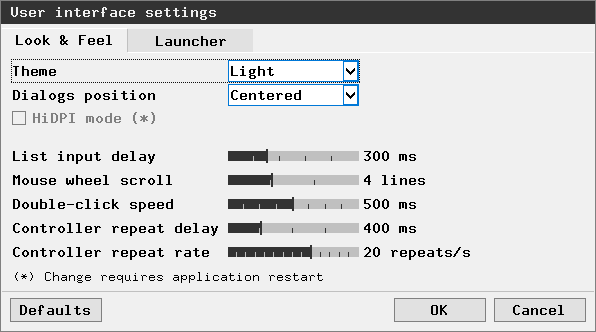 User interface settings
Look & Feel
Launcher
Theme Light
Dialogs position Centered
HiDPI mode (*)
List input delay 300 ms
Mouse wheel scroll 4 lines
Double-click speed 500 ms
Controller repeat delay 400 ms
Controller repeat rate 20 repeats/s
(*) Change requires application restart
Defaults OK Cancel